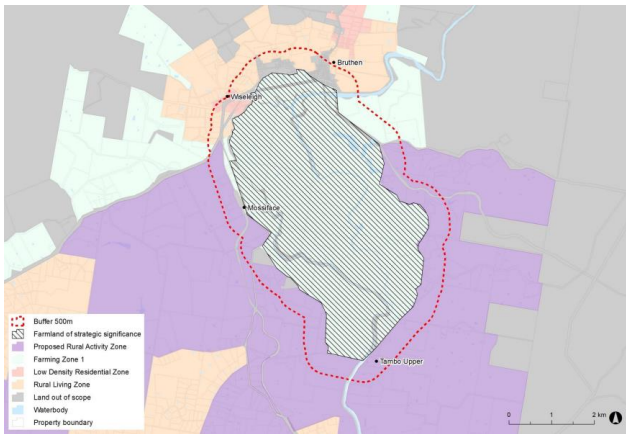 Bruthen
Wiseleigh
Mossiface
Tambo Upper
Buffer 500m
Farmland of strategic significance
Proposed Rural Activity Zone
Farming Zone 1
Low Density Residential Zone
Rural Living Zone
Land out of scope
Waterbody
Property boundary
0 1 2 km